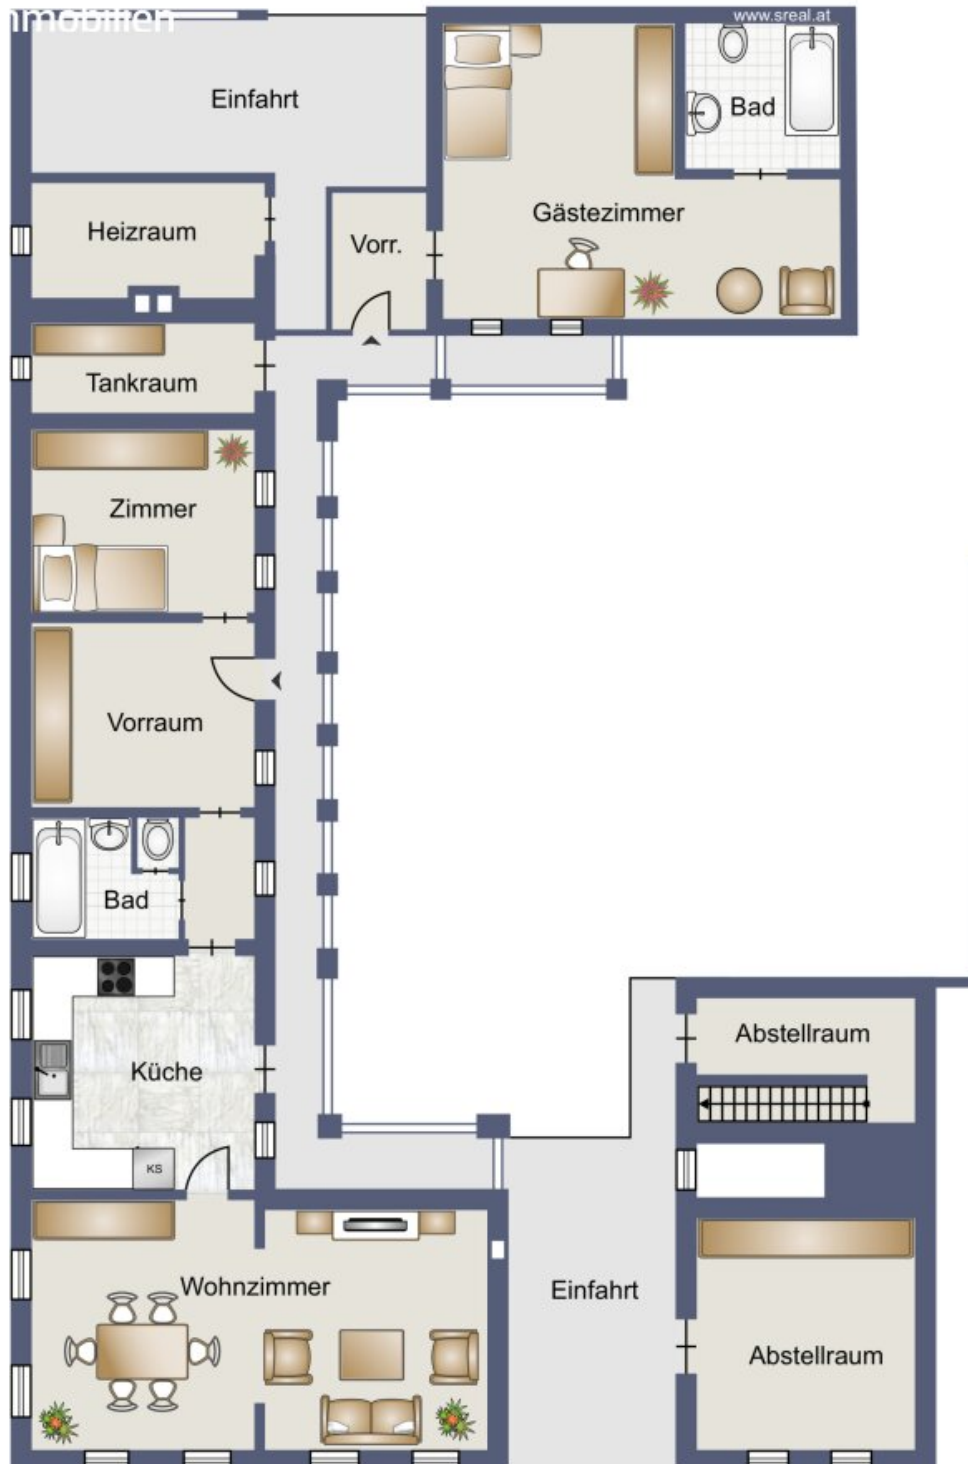 www.sreal.at
Einfahrt
Bad
Gästezimmer
Heizraum
Vorr.
Tankraum
Zimmer
Vorraum
Bad
Küche
KS
Abstellraum
Wohnzimmer
Einfahrt
Abstellraum